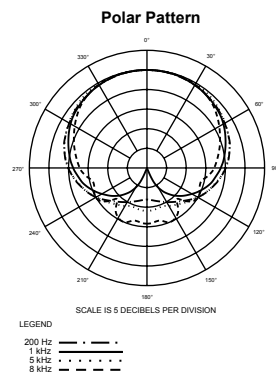 Polar Pattern
0°
330°
30°
300°
60°
270°
90
240°
120°
210°
150°
180°
SCALE IS 5 DECIBELS PER DIVISION
LEGEND
200 Hz
1 kHz
5 kHz
8 kHz